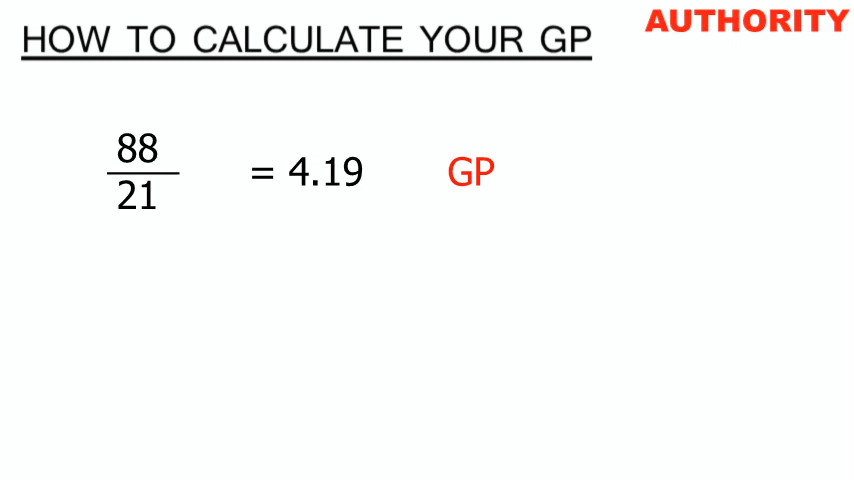 HOW TO CALCULATE YOUR GP
AUTHORITY
88
21
= 4.19
GP